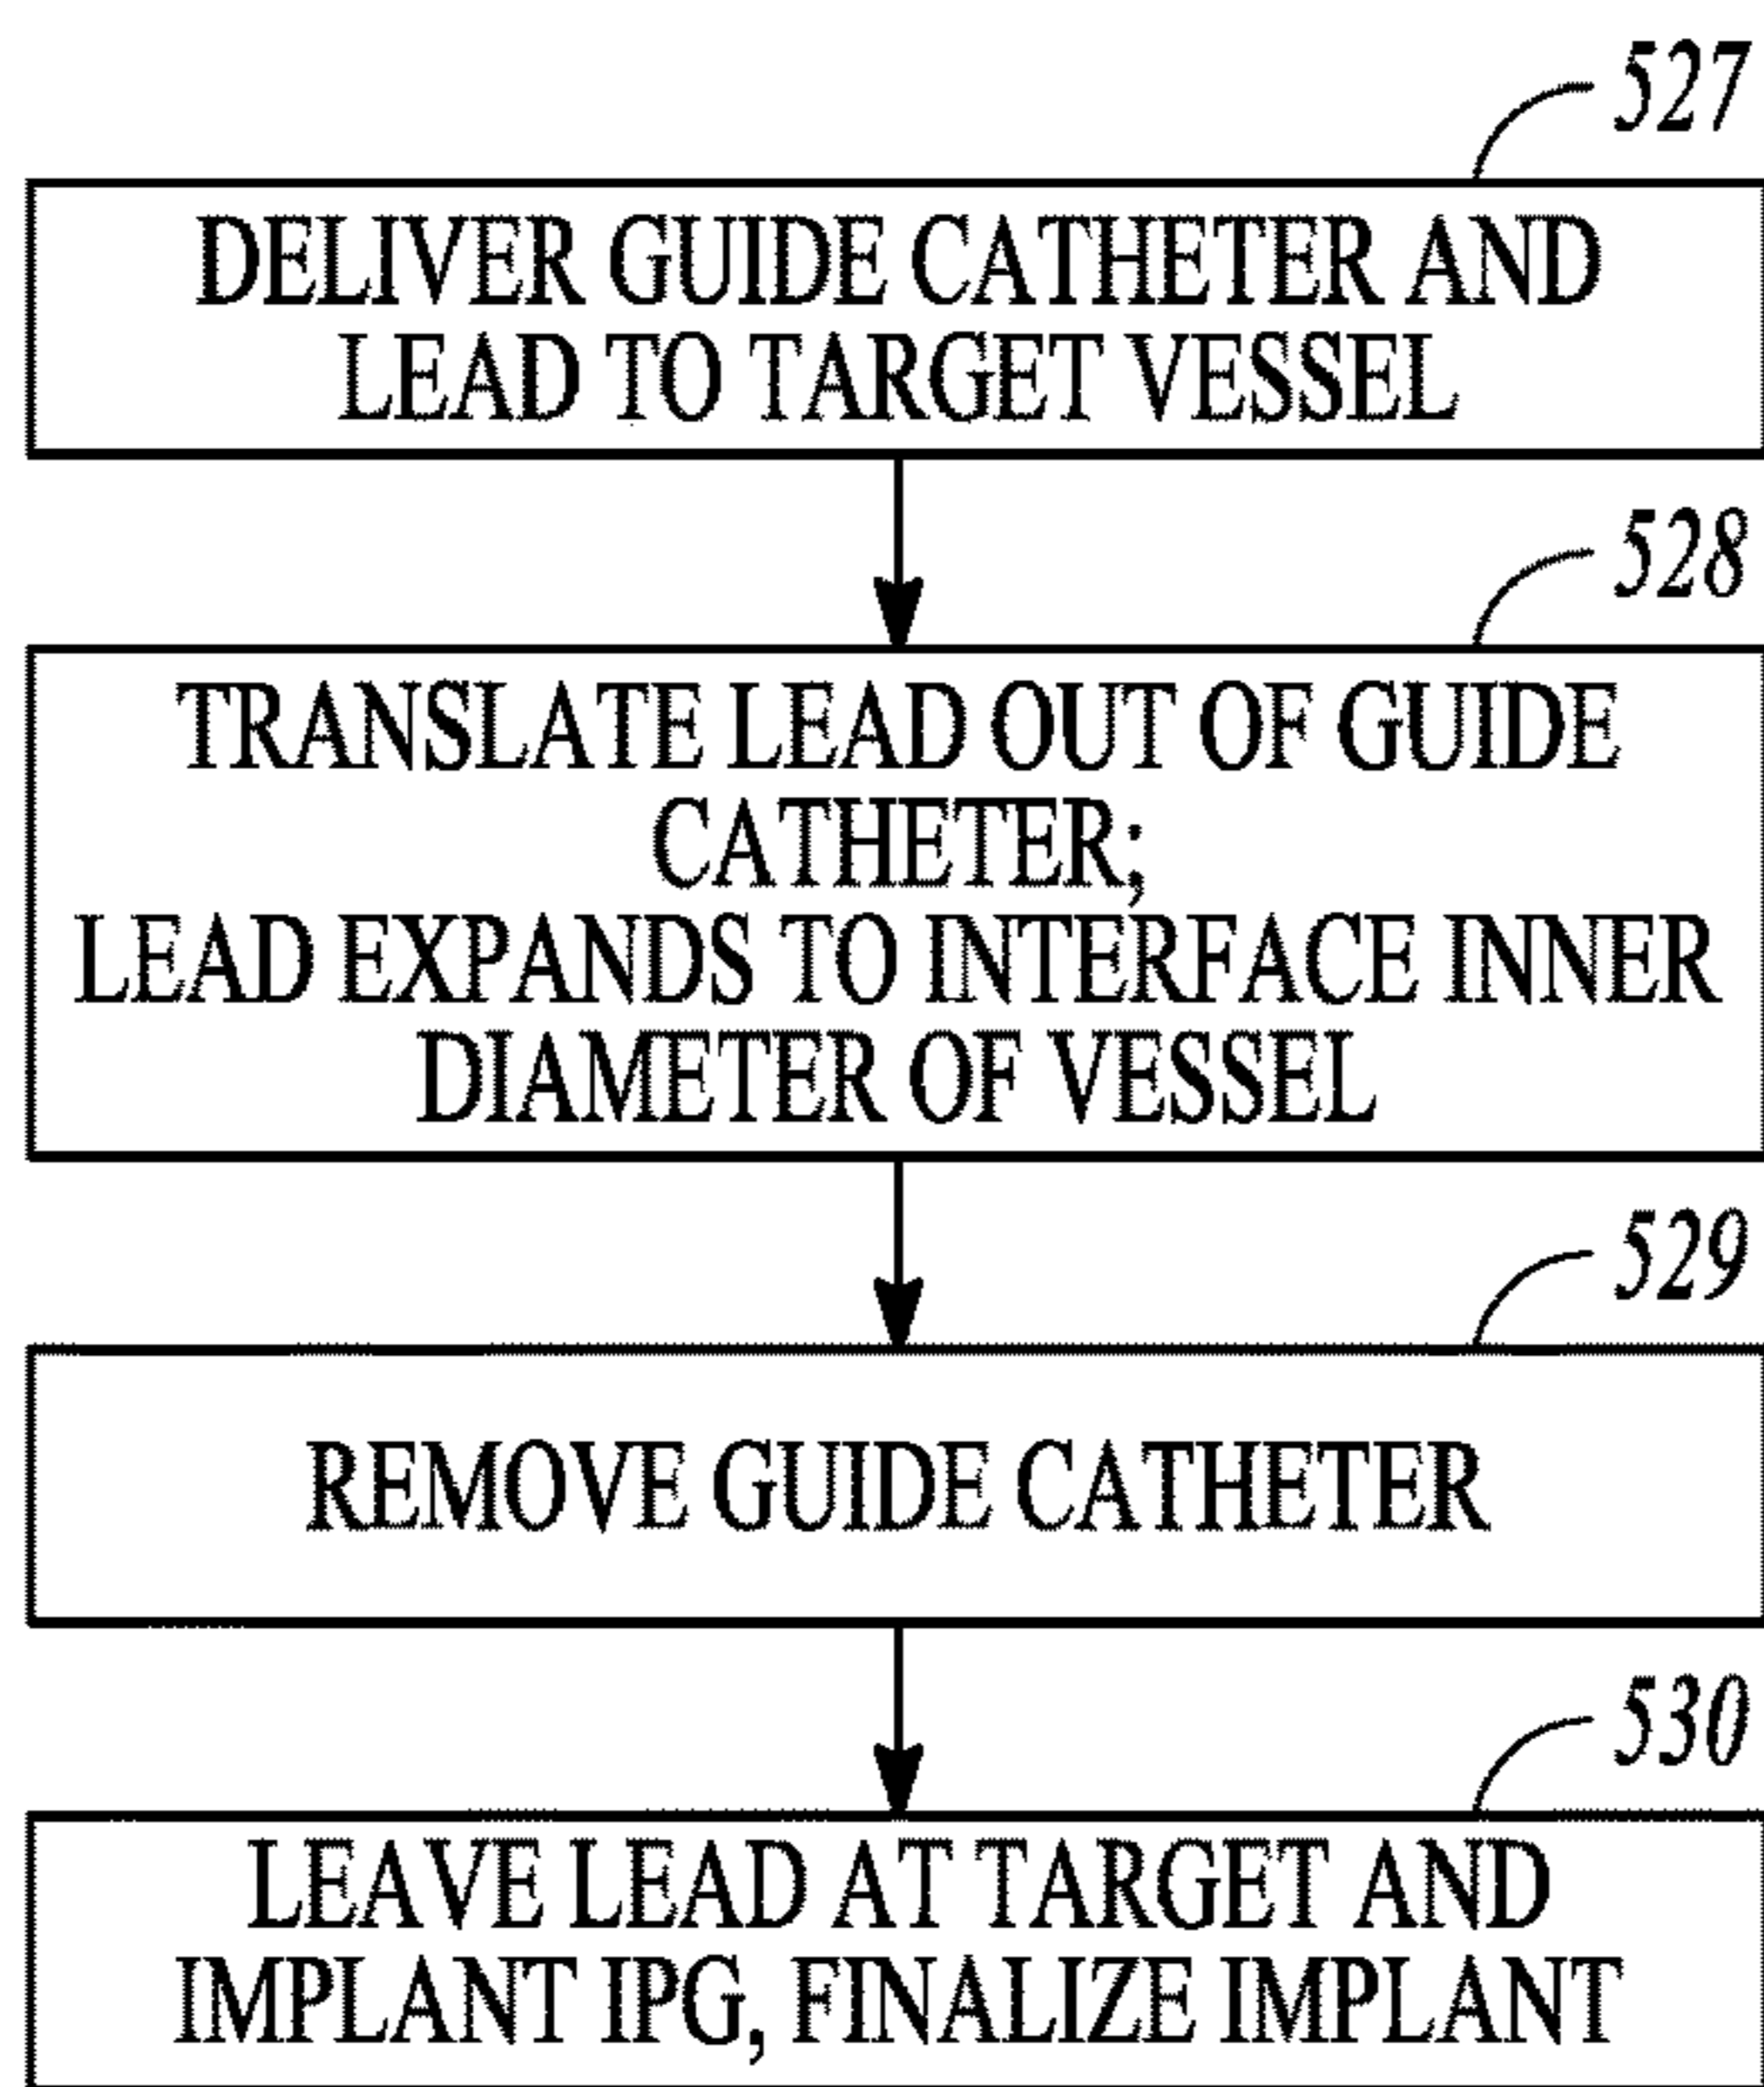 527
DELIVER GUIDE CATHETER AND
LEAD TO TARGET VESSEL
528
TRANSLATE LEAD OUT OF GUIDE
CATHETER;
LEAD EXPANDS TO INTERFACE INNER
DIAMETER OF VESSEL
529
REMOVE GUIDE CATHETER
530
LEAVE LEAD AT TARGET AND
IMPLANT IPG, FINALIZE IMPLANT